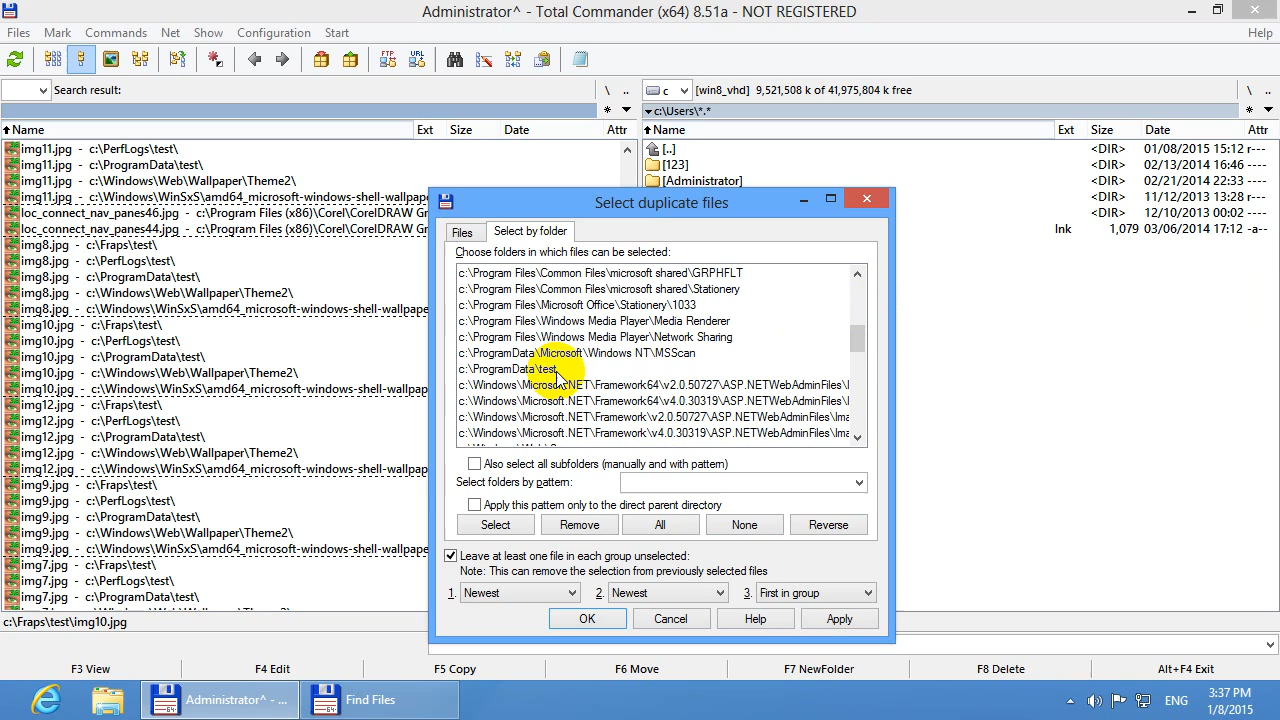 Administrator^ - Total Commander (x64) 8.51a - NOT REGISTERED
Files Mark Commands Net Show Configuration Start Help
FTP URL
Search result: \ ..
c [win8_vhd] 9,521,508 k of 41,975,804 k free \ ..
* c:\Users\*.* *
Name Ext Size Date Attr
Name Ext Size Date Attr
img11.jpg - c:\PerfLogs\test\
img11.jpg - c:\ProgramData\test\
img11.jpg - c:\Windows\Web\Wallpaper\Theme2\
img11.jpg - c:\Windows\WinSxS\amd64_microsoft-windows-shell-wallpape
loc_connect_nav_panes46.jpg - c:\Program Files (x86)\Corel\CorelDRAW Gr
loc_connect_nav_panes44.jpg - c:\Program Files (x86)\Corel\CorelDRAW Gr
img8.jpg - c:\Fraps\test\
img8.jpg - c:\PerfLogs\test\
img8.jpg - c:\ProgramData\test\
img8.jpg - c:\Windows\Web\Wallpaper\Theme2\
img8.jpg - c:\Windows\WinSxS\amd64_microsoft-windows-shell-wallpaper
img10.jpg - c:\Fraps\test\
img10.jpg - c:\PerfLogs\test\
img10.jpg - c:\ProgramData\test\
img10.jpg - c:\Windows\Web\Wallpaper\Theme2\
img10.jpg - c:\Windows\WinSxS\amd64_microsoft-windows-shell-wallpape
img12.jpg - c:\Fraps\test\
img12.jpg - c:\PerfLogs\test\
img12.jpg - c:\ProgramData\test\
img12.jpg - c:\Windows\Web\Wallpaper\Theme2\
img12.jpg - c:\Windows\WinSxS\amd64_microsoft-windows-shell-wallpape
img9.jpg - c:\Fraps\test\
img9.jpg - c:\PerfLogs\test\
img9.jpg - c:\ProgramData\test\
img9.jpg - c:\Windows\Web\Wallpaper\Theme2\
img9.jpg - c:\Windows\WinSxS\amd64_microsoft-windows-shell-wallpaper
img7.jpg - c:\Fraps\test\
img7.jpg - c:\PerfLogs\test\
img7.jpg - c:\ProgramData\test\
[..] <DIR> 01/08/2015 15:12 r---
[123] <DIR> 02/13/2014 16:46 ----
[Administrator] <DIR> 02/21/2014 22:33 ----
<DIR> 11/12/2013 13:28 r---
<DIR> 12/10/2013 00:02 ----
lnk 1,079 03/06/2014 07:26 -a--
Select duplicate files
Files Select by folder
Choose folders in which files can be selected:
c:\Program Files\Common Files\microsoft shared\GRPHFLT
c:\Program Files\Common Files\microsoft shared\Stationery
c:\Program Files\Microsoft Office\Stationery\1033
c:\Program Files\Windows Media Player\Media Renderer
c:\Program Files\Windows Media Player\Network Sharing
c:\ProgramData\Microsoft\Windows NT\MSScan
c:\ProgramData\test
c:\Windows\Microsoft.NET\Framework64\v2.0.50727\ASP.NETWebAdminFiles\I
c:\Windows\Microsoft.NET\Framework64\v4.0.30319\ASP.NETWebAdminFiles\I
c:\Windows\Microsoft.NET\Framework\v2.0.50727\ASP.NETWebAdminFiles\Ima
c:\Windows\Microsoft.NET\Framework\v4.0.30319\ASP.NETWebAdminFiles\Ima
Also select all subfolders (manually and with pattern)
Select folders by pattern:
Apply this pattern only to the direct parent directory
Select Remove All None Reverse
Leave at least one file in each group unselected:
Note: This can remove the selection from previously selected files
1. Newest 2. Newest 3. First in group
OK Cancel Help Apply
c:\Fraps\test\img10.jpg
F3 View F4 Edit F5 Copy F6 Move F7 NewFolder F8 Delete Alt+F4 Exit
64 Administrator^ - ... 64 Find Files ENG 3:37 PM
1/8/2015